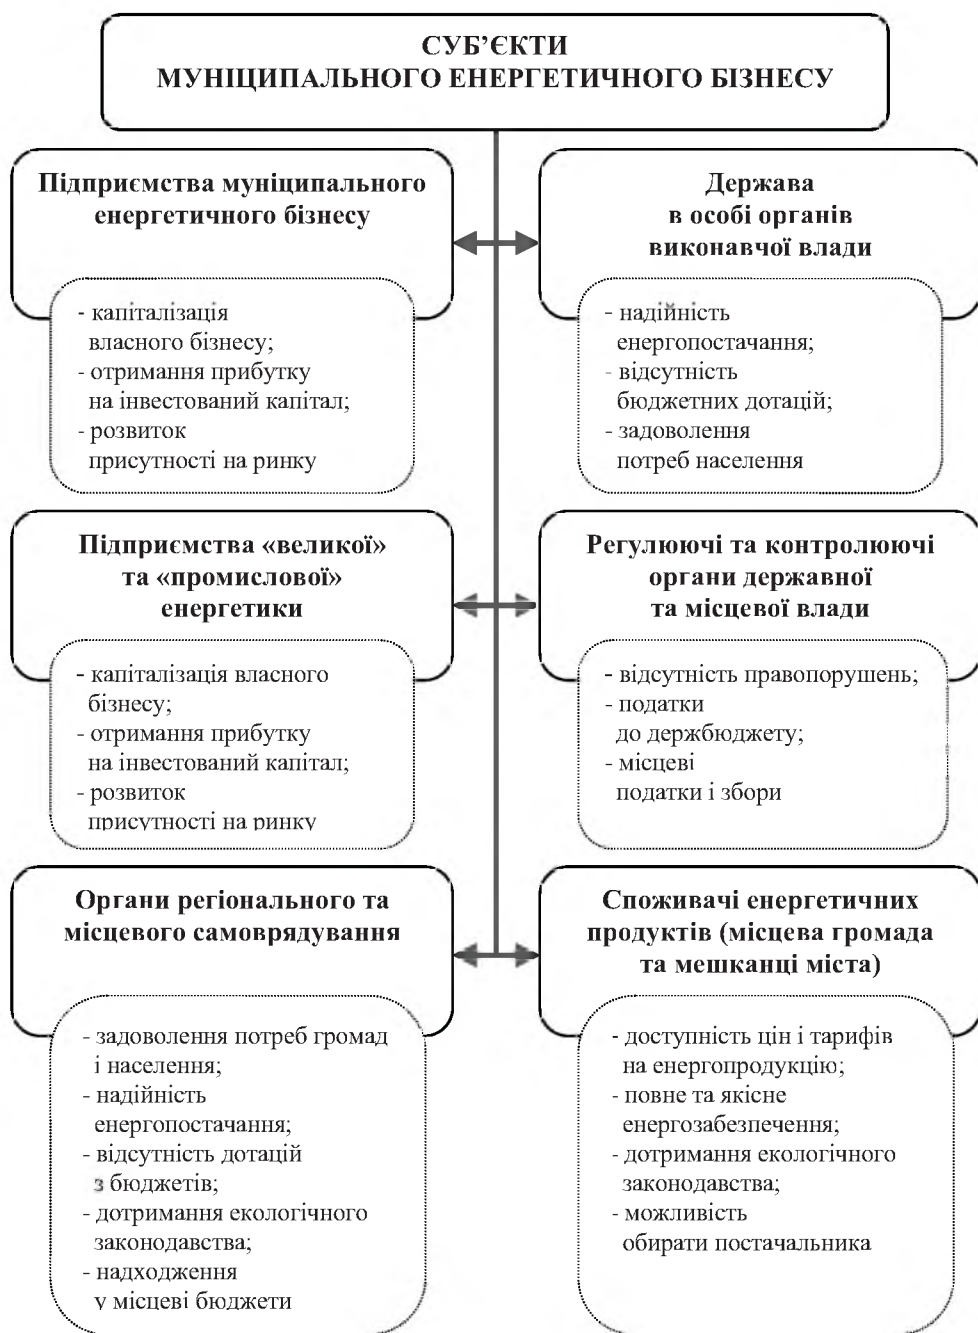 СУБ’ЄКТИ
МУНІЦИПАЛЬНОГО ЕНЕРГЕТИЧНОГО БІЗНЕСУ
Підприємства муніципального
енергетичного бізнесу
- капіталізація
власного бізнесу;
- отримання прибутку
на інвестований капітал;
- розвиток
присутності на ринку
Держава
в особі органів
виконавчої влади
- надійність
енергопостачання;
- відсутність
бюджетних дотацій;
- задоволення
потреб населення
Підприємства «великої»
та «промислової»
енергетики
- капіталізація власного
бізнесу;
- отримання прибутку
на інвестований капітал;
- розвиток
присутності на ринку
Регулюючі та контролюючі
органи державної
та місцевої влади
- відсутність правопорушень;
- податки
до держбюджету;
- місцеві
податки і збори
Органи регіонального та
місцевого самоврядування
- задоволення потреб громад
і населення;
- надійність
енергопостачання;
- відсутність дотацій
з бюджетів;
- дотримання екологічного
законодавства;
- надходження
у місцеві бюджети
Споживачі енергетичних
продуктів (місцева громада
та мешканці міста)
- доступність цін і тарифів
на енергопродукцію;
- повне та якісне
енергозабезпечення;
- дотримання екологічного
законодавства;
- можливість
обирати постачальника